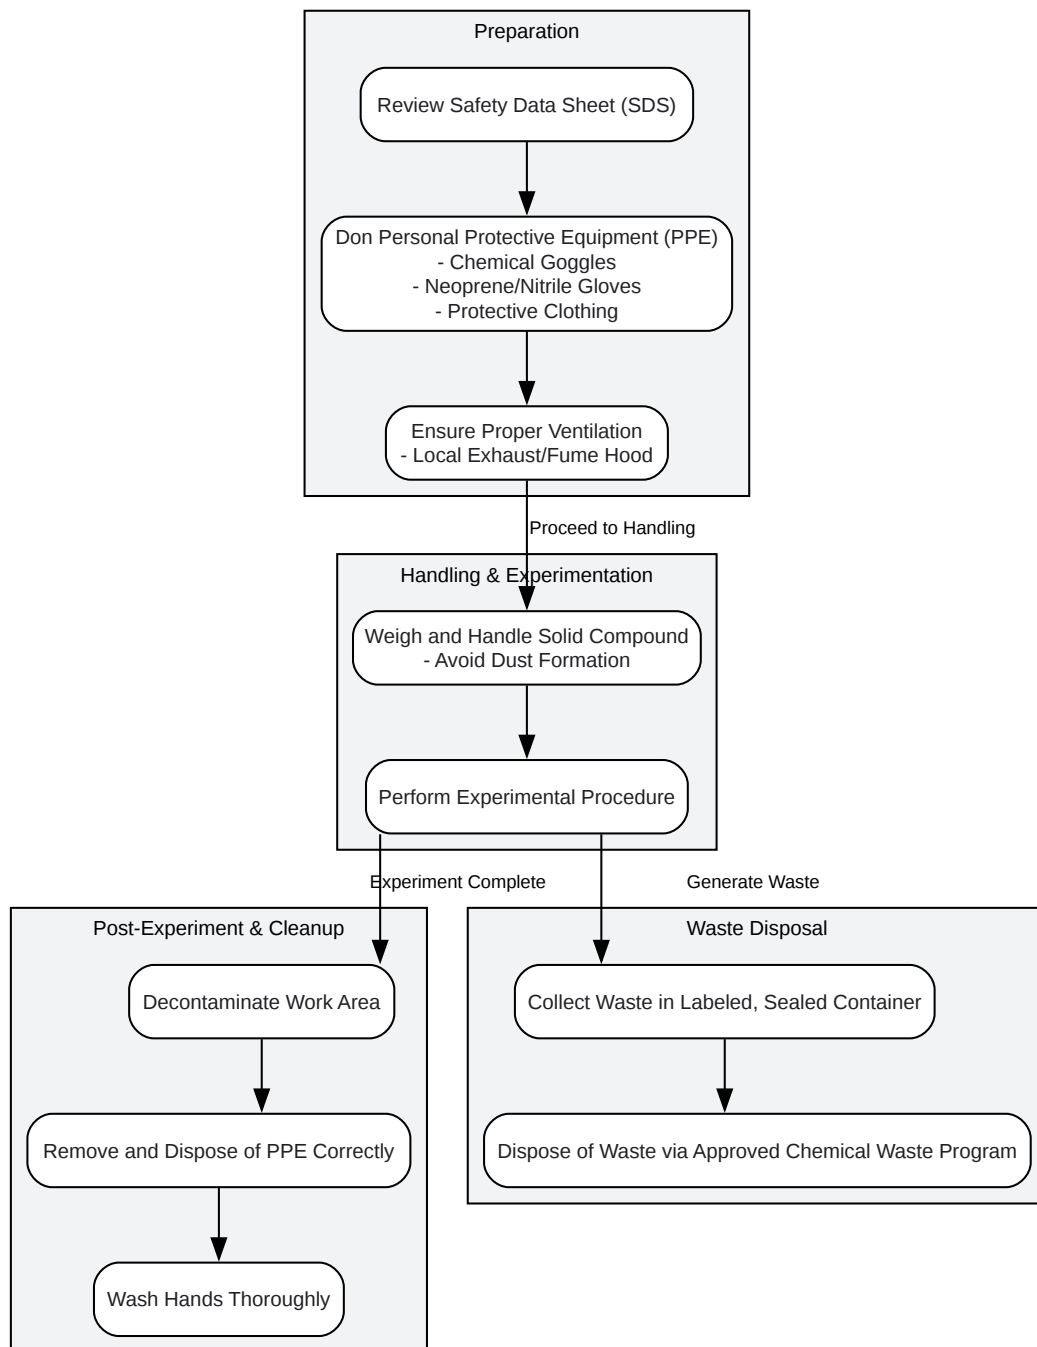 Preparation
Review Safety Data Sheet (SDS)
Don Personal Protective Equipment (PPE)
- Chemical Goggles
- Neoprene/Nitrile Gloves
- Protective Clothing
Ensure Proper Ventilation
- Local Exhaust/Fume Hood
Proceed to Handling
Handling & Experimentation
Weigh and Handle Solid Compound
- Avoid Dust Formation
Perform Experimental Procedure
Experiment Complete
Generate Waste
Post-Experiment & Cleanup
Decontaminate Work Area
Remove and Dispose of PPE Correctly
Wash Hands Thoroughly
Waste Disposal
Collect Waste in Labeled, Sealed Container
Dispose of Waste via Approved Chemical Waste Program